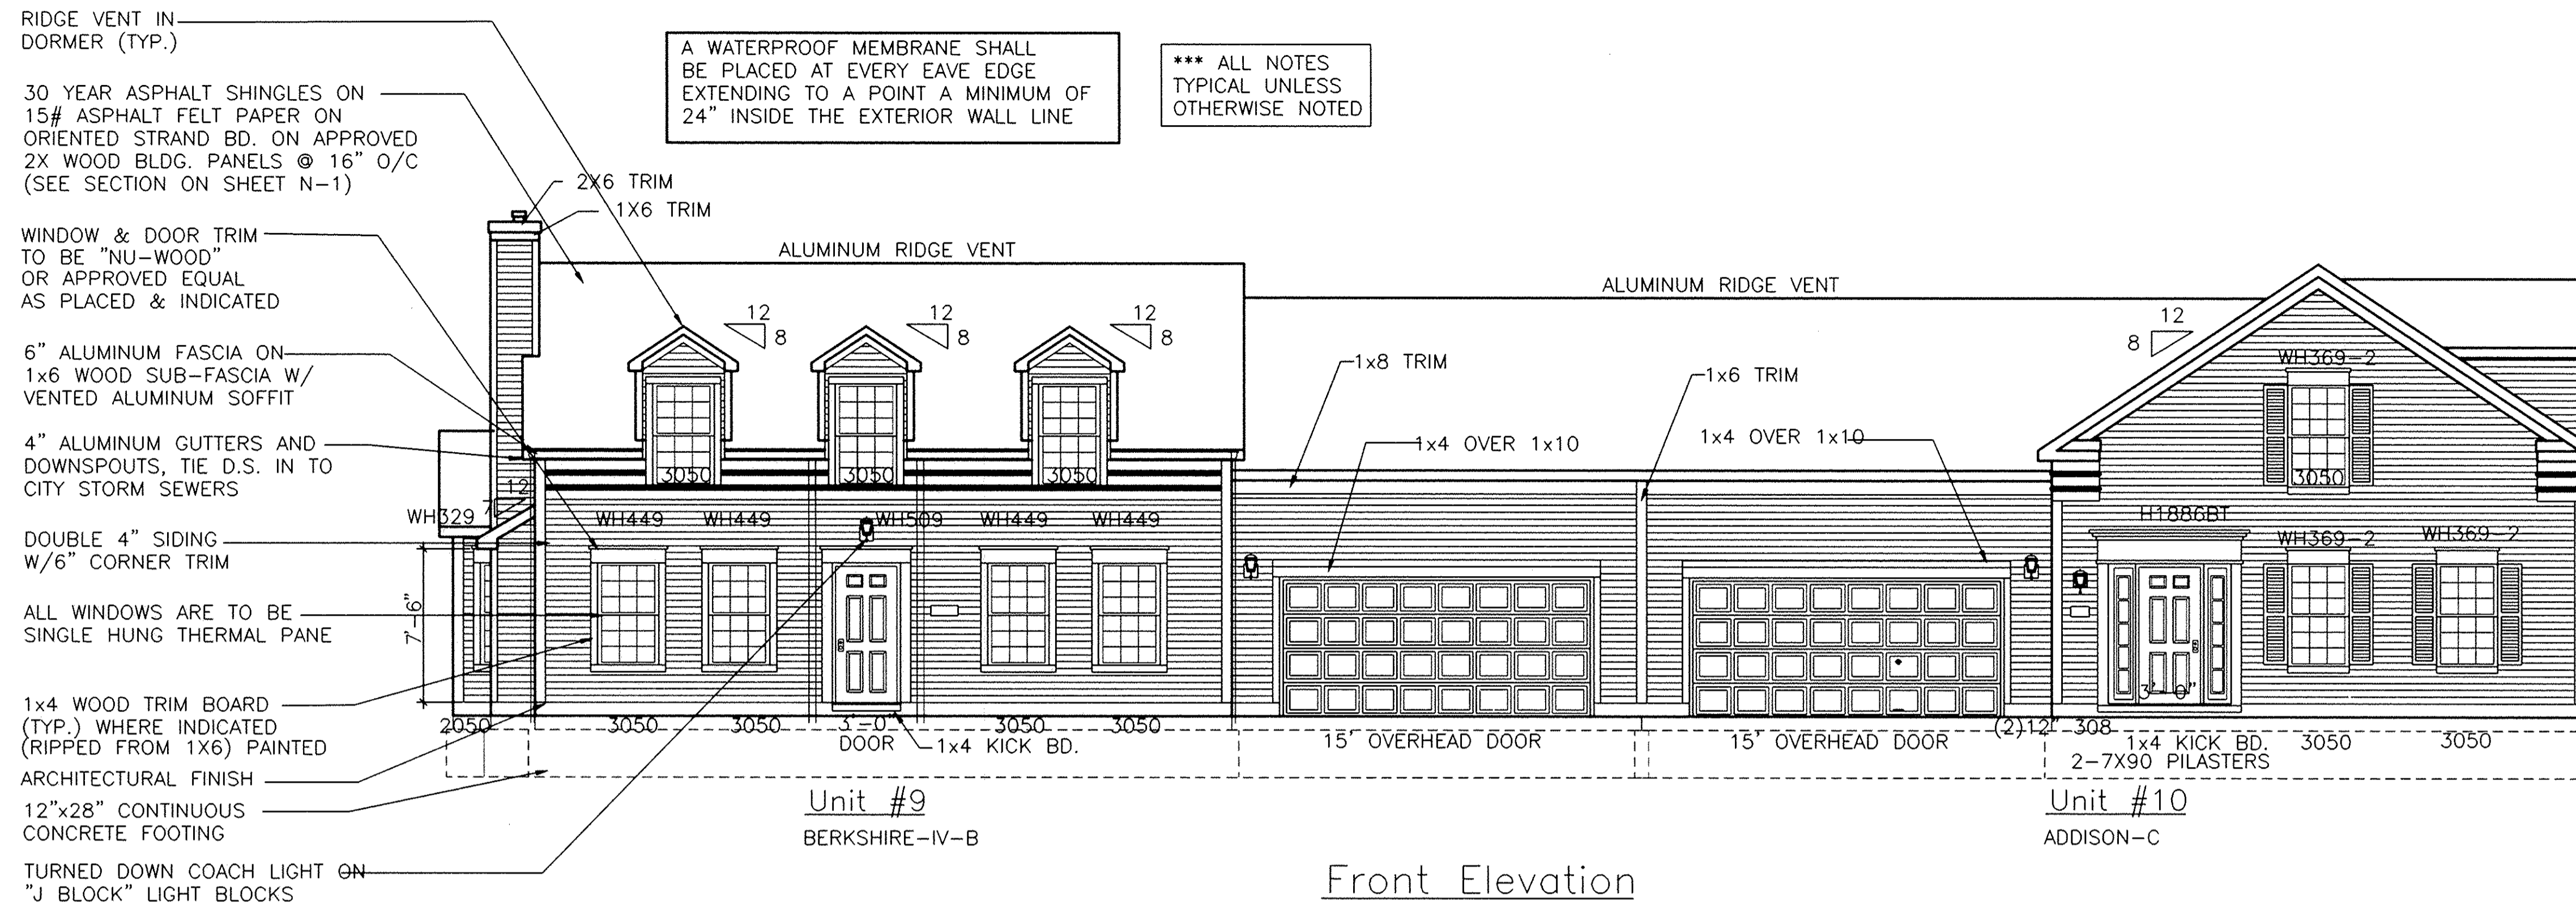 RIDGE VENT IN
DORMER (TYP.)
30 YEAR ASPHALT SHINGLES ON
15# ASPHALT FELT PAPER ON
ORIENTED STRAND BD. ON APPROVED
2X WOOD BLDG. PANELS @ 16" O/C
(SEE SECTION ON SHEET N-1)
WINDOW & DOOR TRIM
TO BE "NU-WOOD"
OR APPROVED EQUAL
AS PLACED & INDICATED
6" ALUMINUM FASCIA ON
1x6 WOOD SUB-FASCIA W/
VENTED ALUMINUM SOFFIT
4" ALUMINUM GUTTERS AND
DOWNSPOUTS, TIE D.S. IN TO
CITY STORM SEWERS
DOUBLE 4" SIDING
W/6" CORNER TRIM
ALL WINDOWS ARE TO BE
SINGLE HUNG THERMAL PANE
1x4 WOOD TRIM BOARD
(TYP.) WHERE INDICATED
(RIPPED FROM 1X6) PAINTED
ARCHITECTURAL FINISH
12"x28" CONTINUOUS
CONCRETE FOOTING
TURNED DOWN COACH LIGHT ON
"J BLOCK" LIGHT BLOCKS
A WATERPROOF MEMBRANE SHALL
BE PLACED AT EVERY EAVE EDGE
EXTENDING TO A POINT A MINIMUM OF
24" INSIDE THE EXTERIOR WALL LINE
*** ALL NOTES
TYPICAL UNLESS
OTHERWISE NOTED
2X6 TRIM
1X6 TRIM
ALUMINUM RIDGE VENT
ALUMINUM RIDGE VENT
12
8
12
8
12
8
12
8
1x8 TRIM
1x6 TRIM
1x4 OVER 1x10
1x4 OVER 1x10
WH369-2
3050
3050
3050
3050
12
7
WH329
WH449
WH449
WH509
WH449
WH449
H1886BT
WH369-2
WH369-2
7'-6"
3'-0"
2050
3050
3050
3'-0"
DOOR
1x4 KICK BD.
3050
3050
15' OVERHEAD DOOR
15' OVERHEAD DOOR
(2)12" 308
1x4 KICK BD.
2-7X90 PILASTERS
3050
3050
Unit #9
BERKSHIRE-IV-B
Unit #10
ADDISON-C
Front Elevation